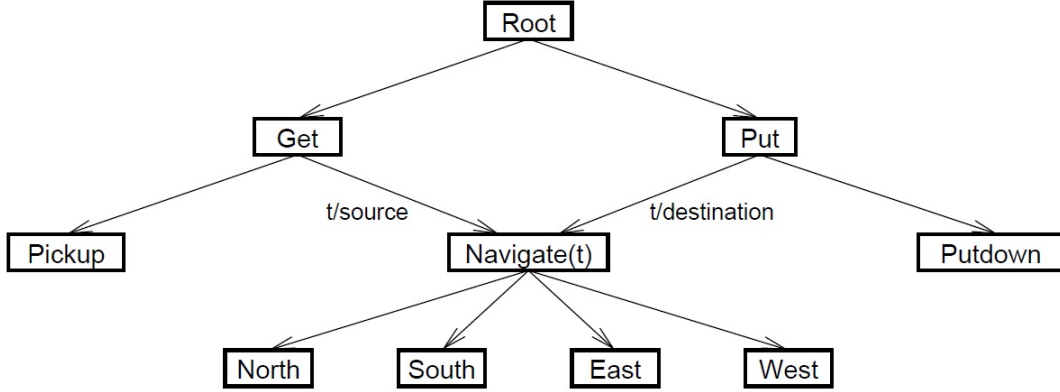 Root
Get
Put
t/source
t/destination
Pickup
Navigate(t)
Putdown
North
South
East
West